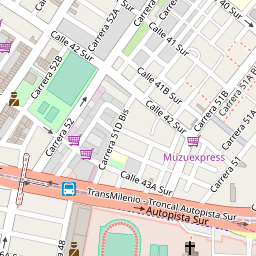 Carrera 52A
Calle 41 Sur
40 Sur
Calle 42 Sur
Carrera 52B
Calle 41B Sur
Calle 42 Sur
Carrera 51B
Carrera 51A
Carrera 52
Carrera 51D Bis
Muzuexpress
Carrera 51
Calle 43A Sur
TransMilenio - Troncal Autopista Sur
Autopista Sur
a 48